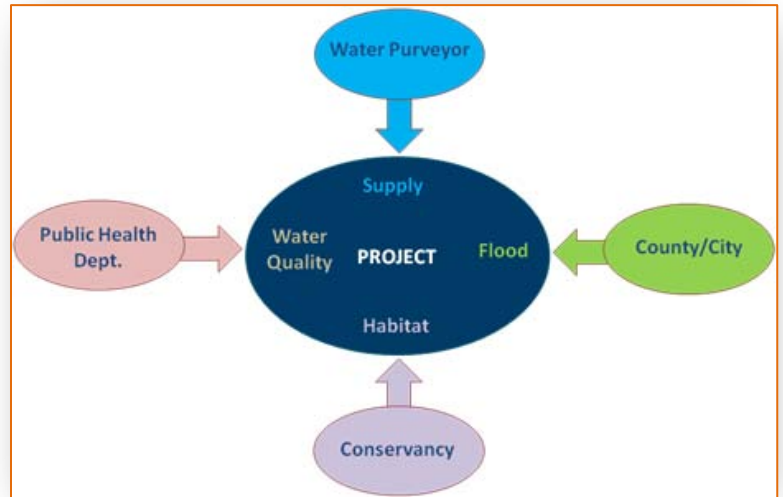 Water Purveyor
Supply
Public Health
Dept.
Water
Quality
PROJECT
Flood
County/City
Habitat
Conservancy